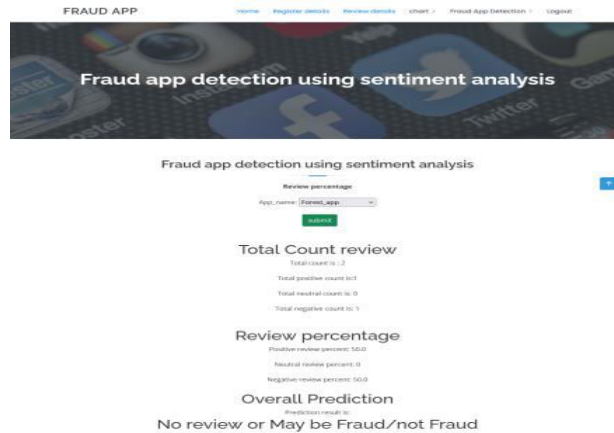 FRAUD APP
Home Register details Review details chart Fraud App Detection Logout
Fraud app detection using sentiment analysis
Instagram
Twitter
Fraud app detection using sentiment analysis
Review percentage
App_name: Forest_app
submit
Total Count review
Total count is : 2
Total positive count is:1
Total neutral count is: 0
Total negative count is: 1
Review percentage
Positive review percent: 50.0
Neutral review percent: 0
Negative review percent: 50.0
Overall Prediction
Prediction result is:
No review or May be Fraud/not Fraud